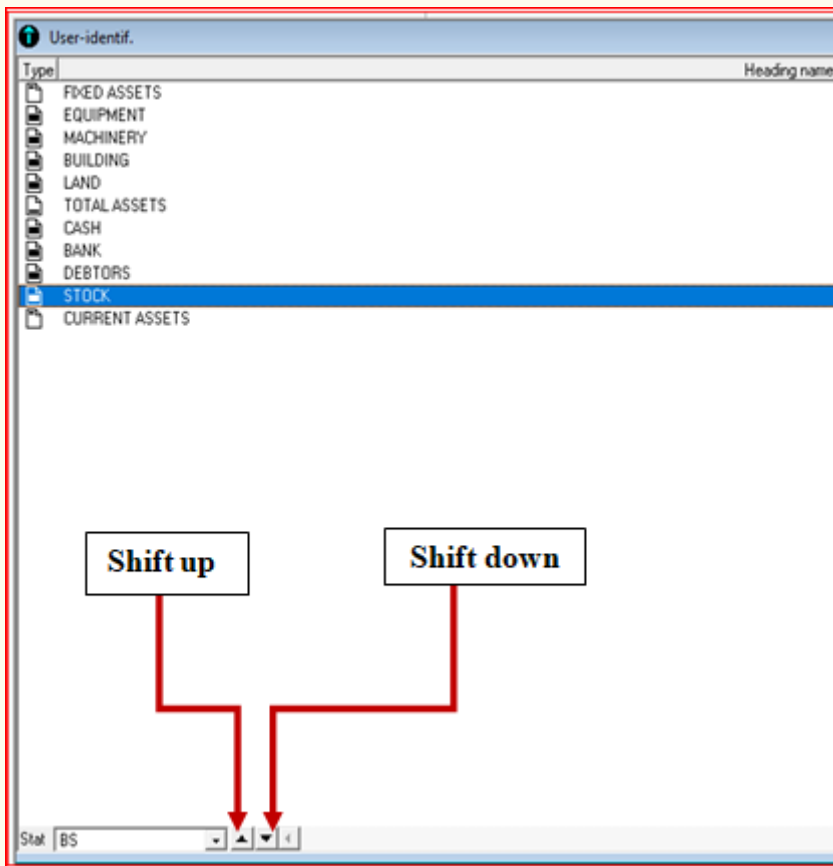 User-identif.
Type Heading name
FIXED ASSETS
EQUIPMENT
MACHINERY
BUILDING
LAND
TOTAL ASSETS
CASH
BANK
DEBTORS
STOCK
CURRENT ASSETS
Shift up Shift down
Stat BS